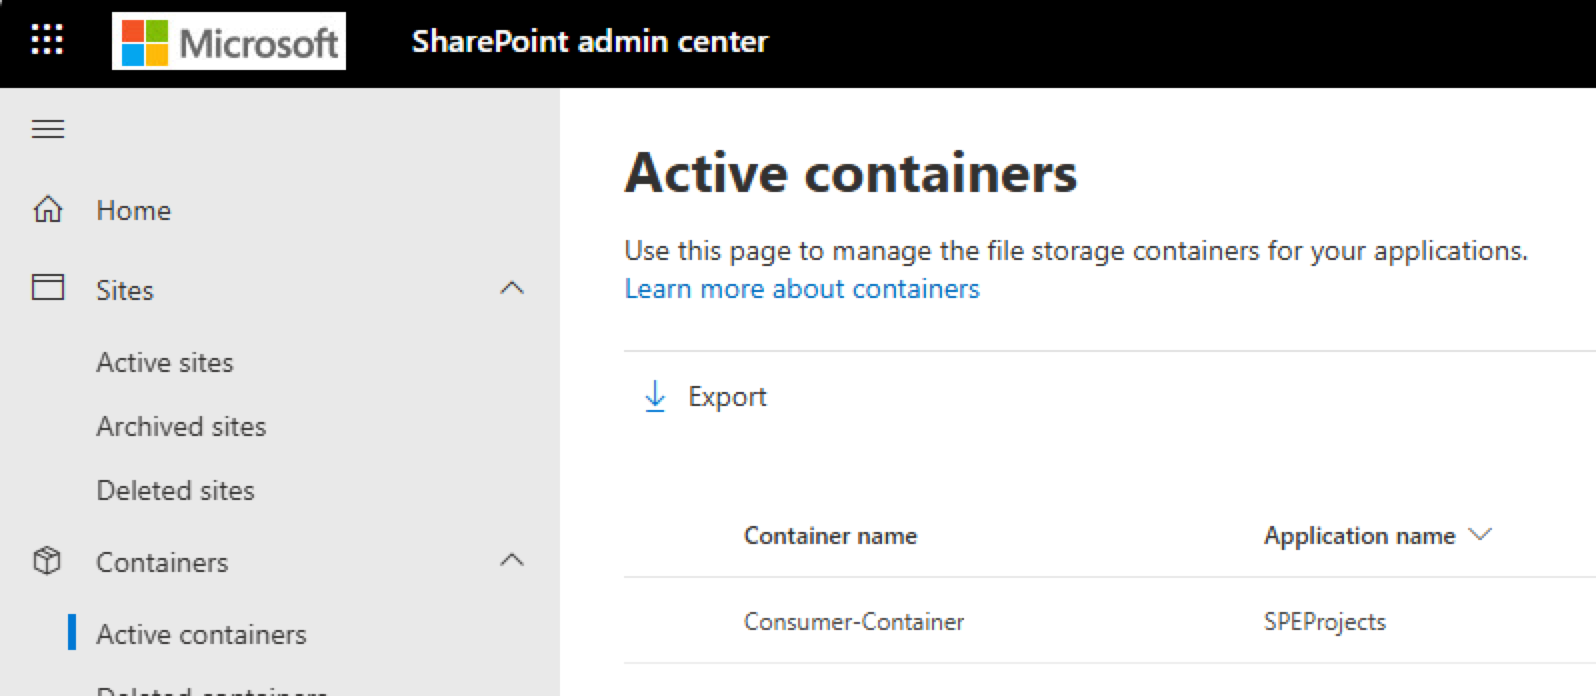 Microsoft
SharePoint admin center
Home
Sites
Active sites
Archived sites
Deleted sites
Containers
Active containers
Deleted containers
Active containers
Use this page to manage the file storage containers for your applications.
Learn more about containers
Export
Container name Application name
Consumer-Container SPEProjects